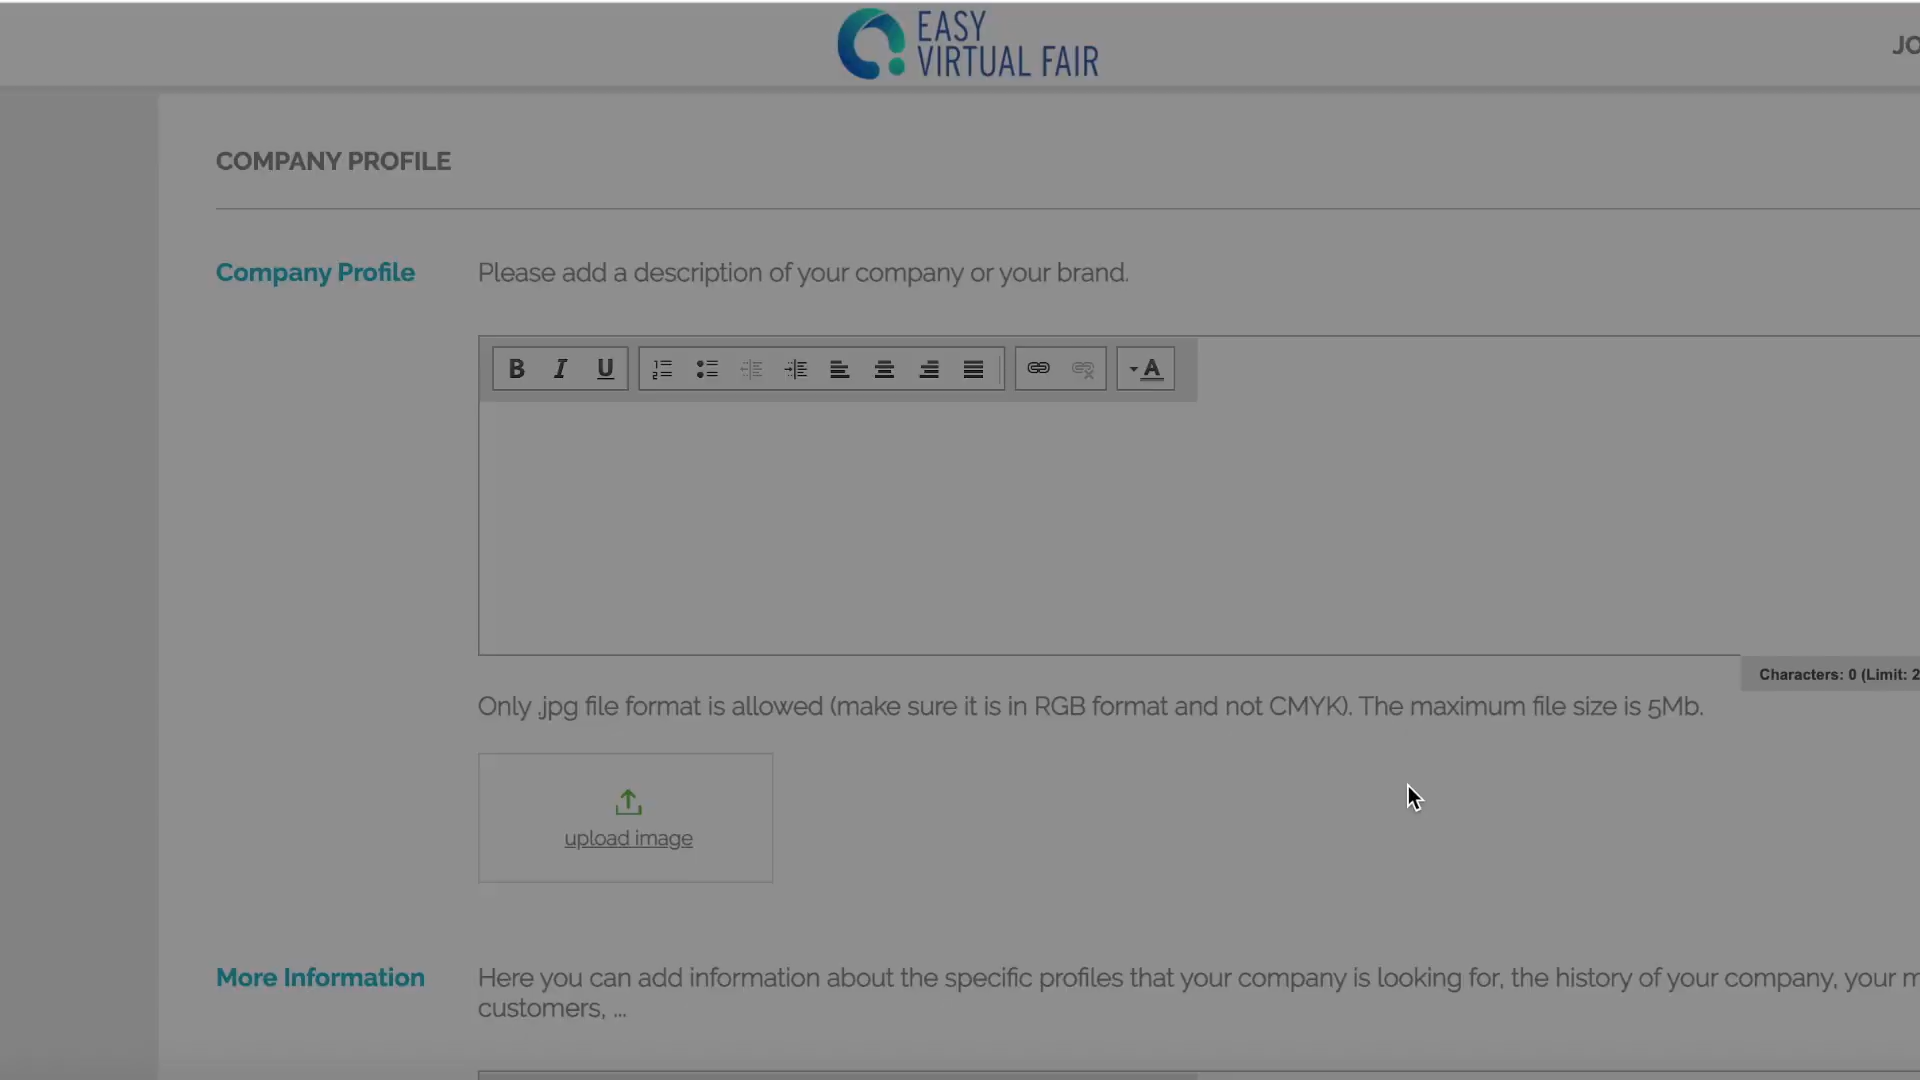 EASY
VIRTUAL FAIR
JO
COMPANY PROFILE
Company Profile
Please add a description of your company or your brand.
B I U
A
Characters: 0 (Limit: 2
Only .jpg file format is allowed (make sure it is in RGB format and not CMYK). The maximum file size is 5Mb.
upload image
More Information
Here you can add information about the specific profiles that your company is looking for, the history of your company, your m
customers, ...